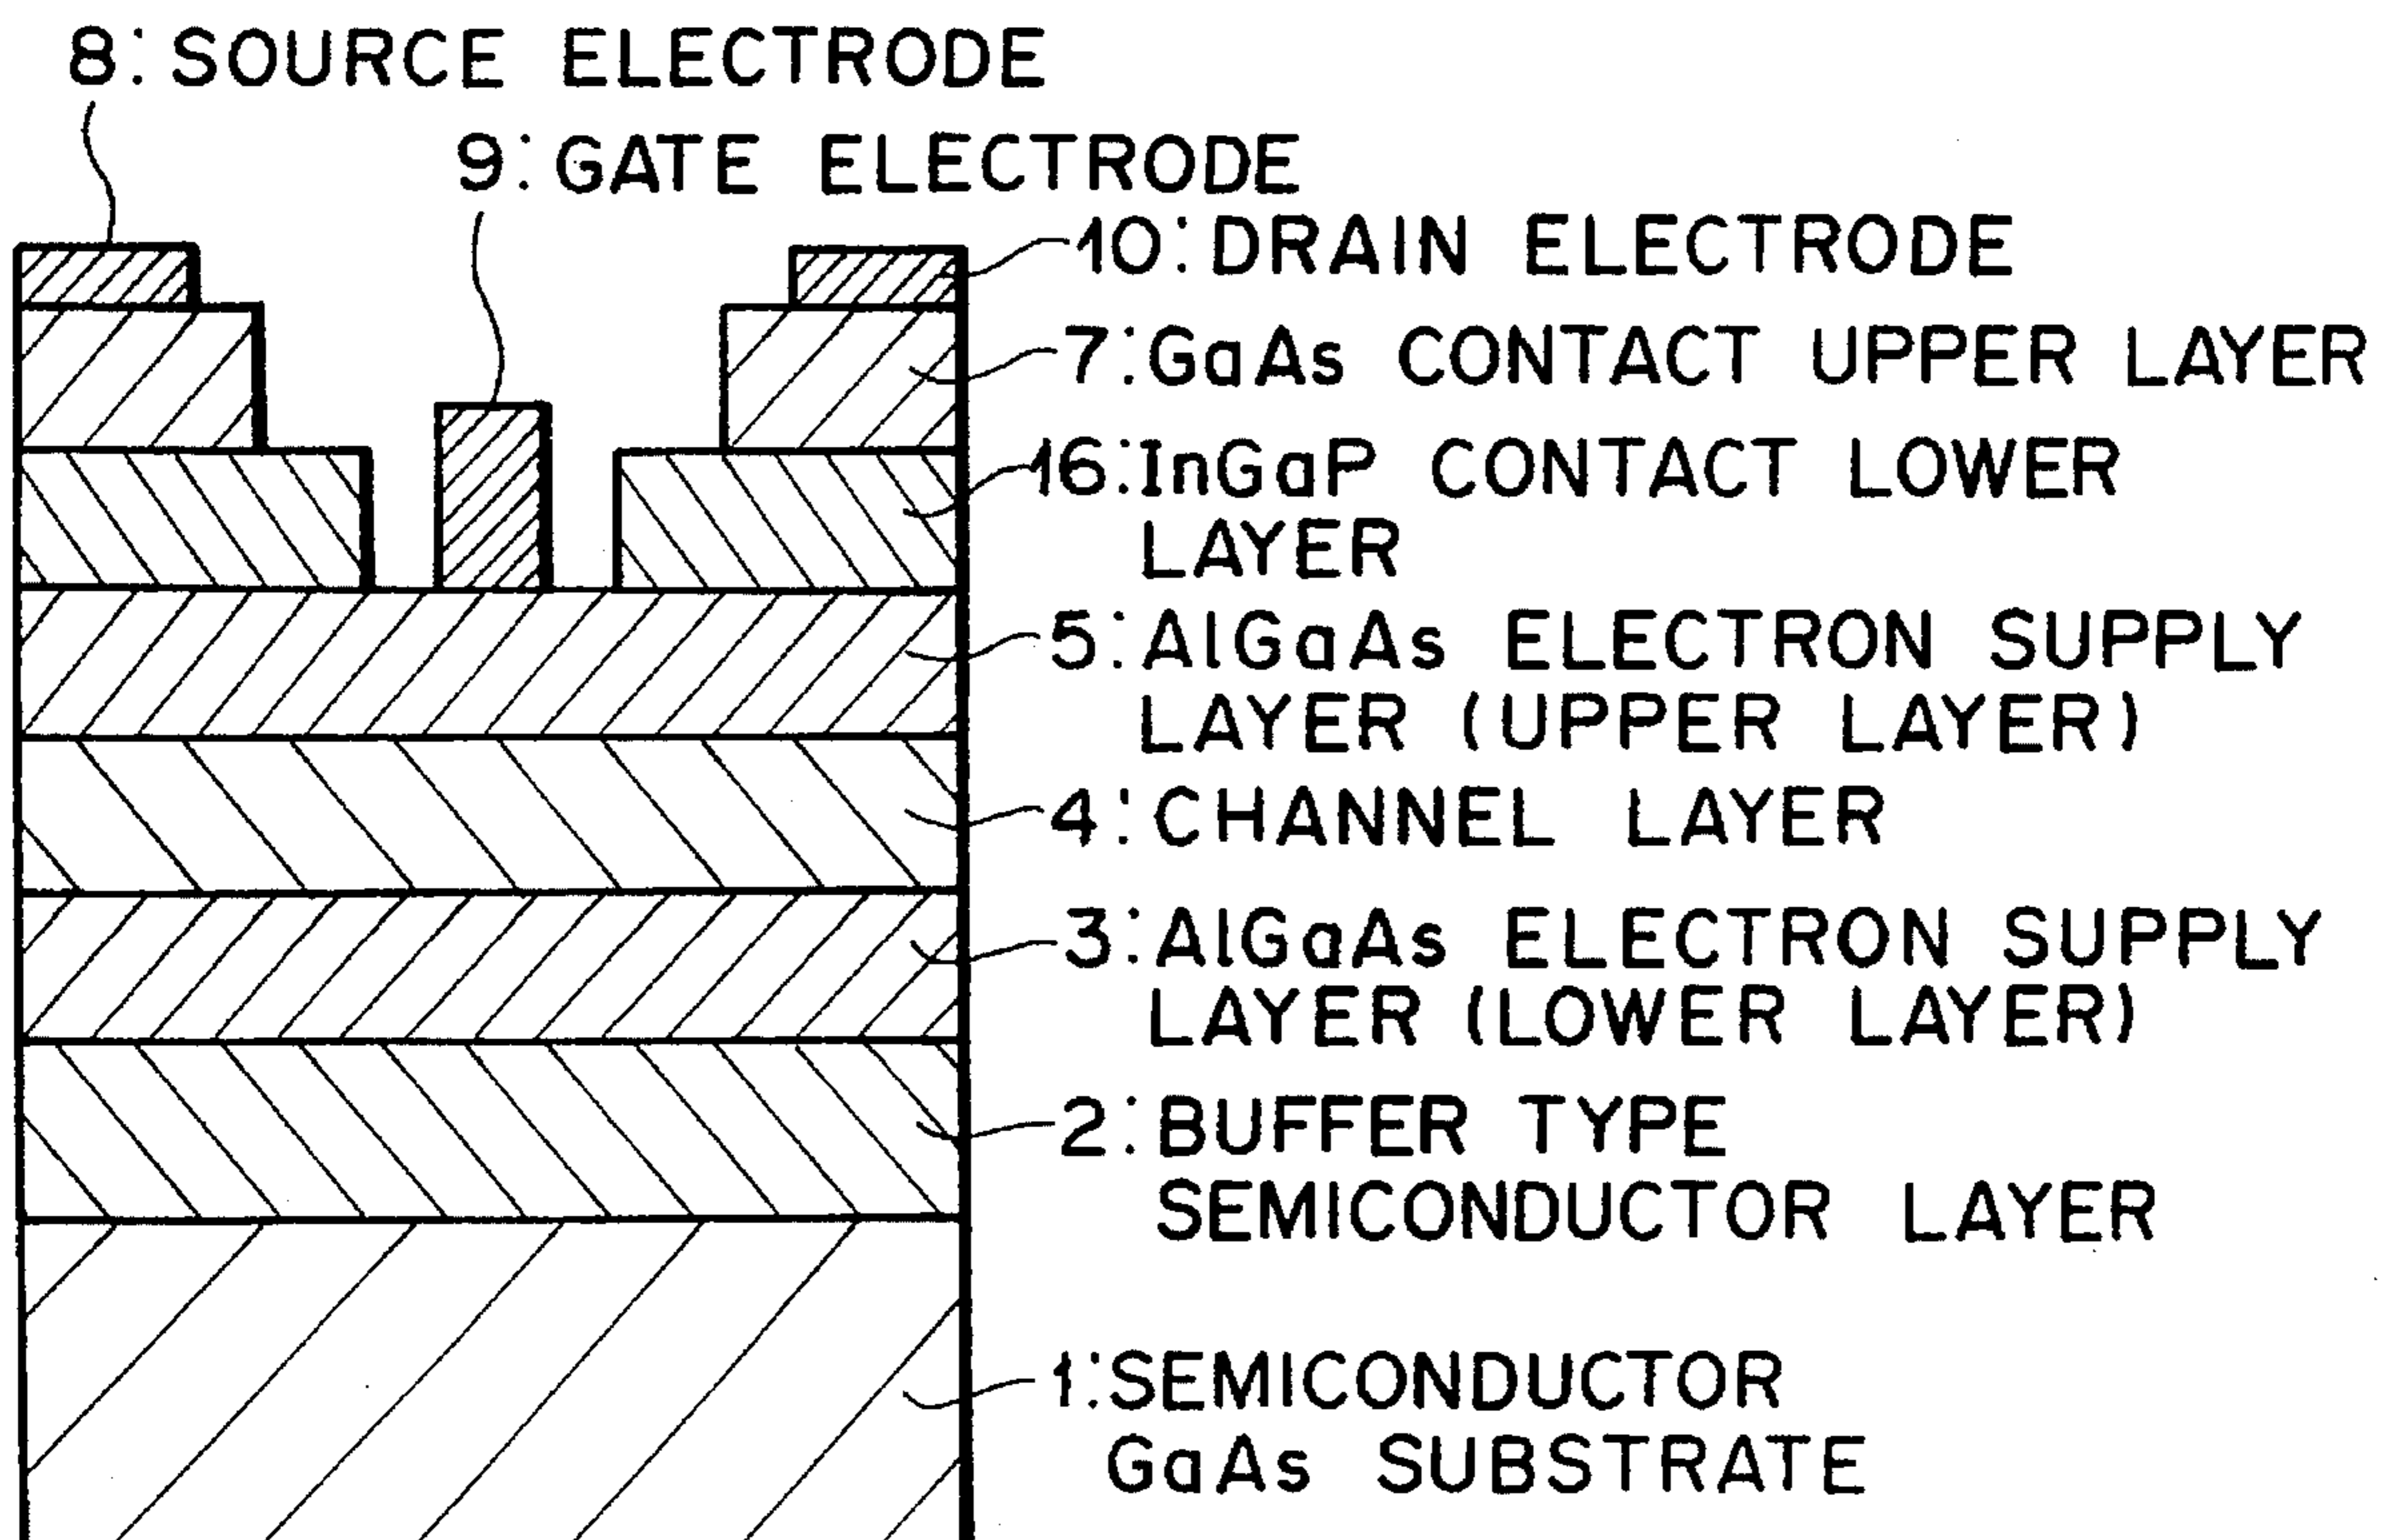 8: SOURCE ELECTRODE
9: GATE ELECTRODE
10: DRAIN ELECTRODE
7: GaAs CONTACT UPPER LAYER
16: InGaP CONTACT LOWER
LAYER
5: AlGaAs ELECTRON SUPPLY
LAYER (UPPER LAYER)
4: CHANNEL LAYER
3: AlGaAs ELECTRON SUPPLY
LAYER (LOWER LAYER)
2: BUFFER TYPE
SEMICONDUCTOR LAYER
1: SEMICONDUCTOR
GaAs SUBSTRATE